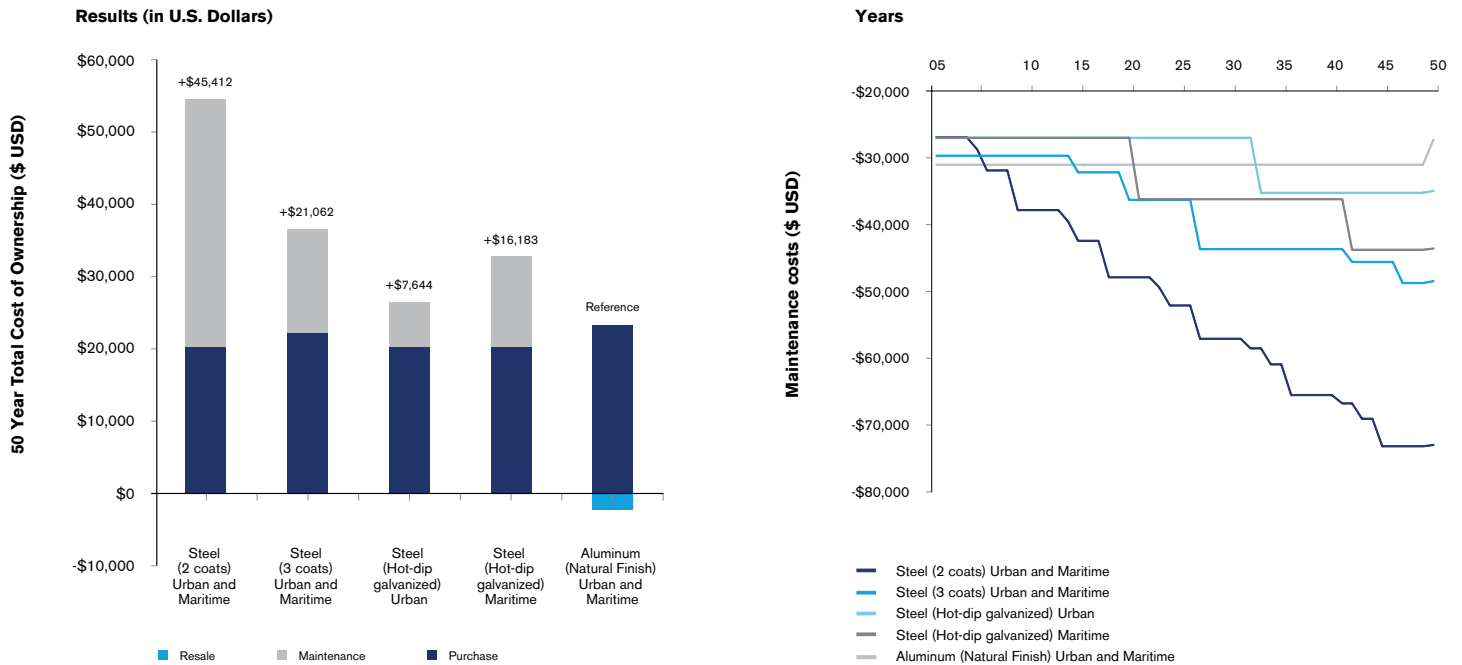 Results (in U.S. Dollars)
50 Year Total Cost of Ownership ($ USD)
$60,000
$50,000
$40,000
$30,000
$20,000
$10,000
$0
-$10,000
+$45,412
+$21,062
+$7,644
+$16,183
Reference
Steel
(2 coats)
Urban and
Maritime
Steel
(3 coats)
Urban and
Maritime
Steel
(Hot-dip
galvanized)
Urban
Steel
(Hot-dip
galvanized)
Maritime
Aluminum
(Natural Finish)
Urban and
Maritime
Resale
Maintenance
Purchase
Years
05 10 15 20 25 30 35 40 45 50
Maintenance costs ($ USD)
-$20,000
-$30,000
-$40,000
-$50,000
-$60,000
-$70,000
-$80,000
Steel (2 coats) Urban and Maritime
Steel (3 coats) Urban and Maritime
Steel (Hot-dip galvanized) Urban
Steel (Hot-dip galvanized) Maritime
Aluminum (Natural Finish) Urban and Maritime